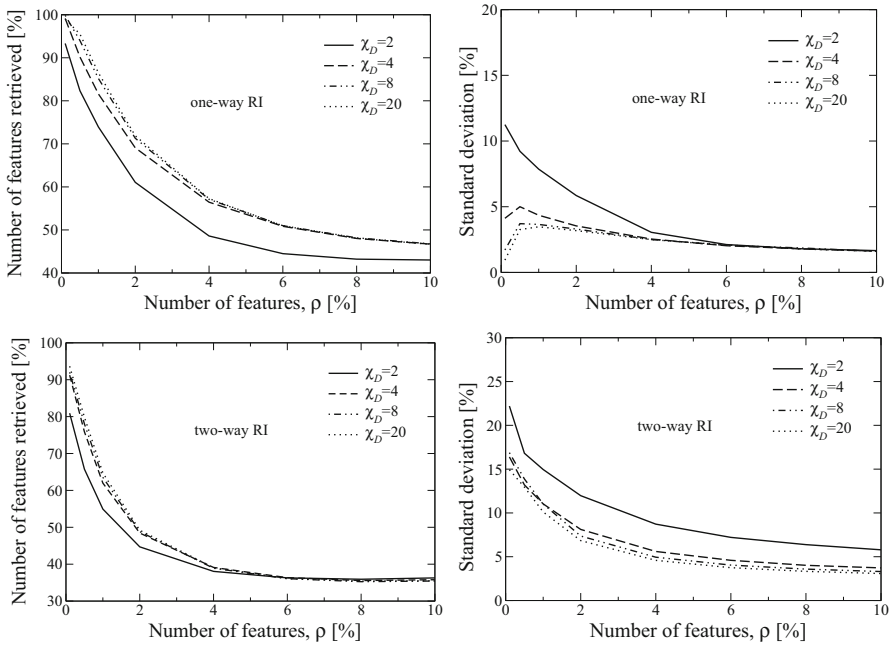 Number of features retrieved [%]
100
90
80
70
60
50
40
0
2
4
6
8
10
Number of features, ρ [%]
one-way RI
χD=2
χD=4
χD=8
χD=20
Standard deviation [%]
20
15
10
5
0
0
2
4
6
8
10
Number of features, ρ [%]
one-way RI
χD=2
χD=4
χD=8
χD=20
Number of features retrieved [%]
100
90
80
70
60
50
40
30
0
2
4
6
8
10
Number of features, ρ [%]
two-way RI
χD=2
χD=4
χD=8
χD=20
Standard deviation [%]
30
25
20
15
10
5
0
0
2
4
6
8
10
Number of features, ρ [%]
two-way RI
χD=2
χD=4
χD=8
χD=20